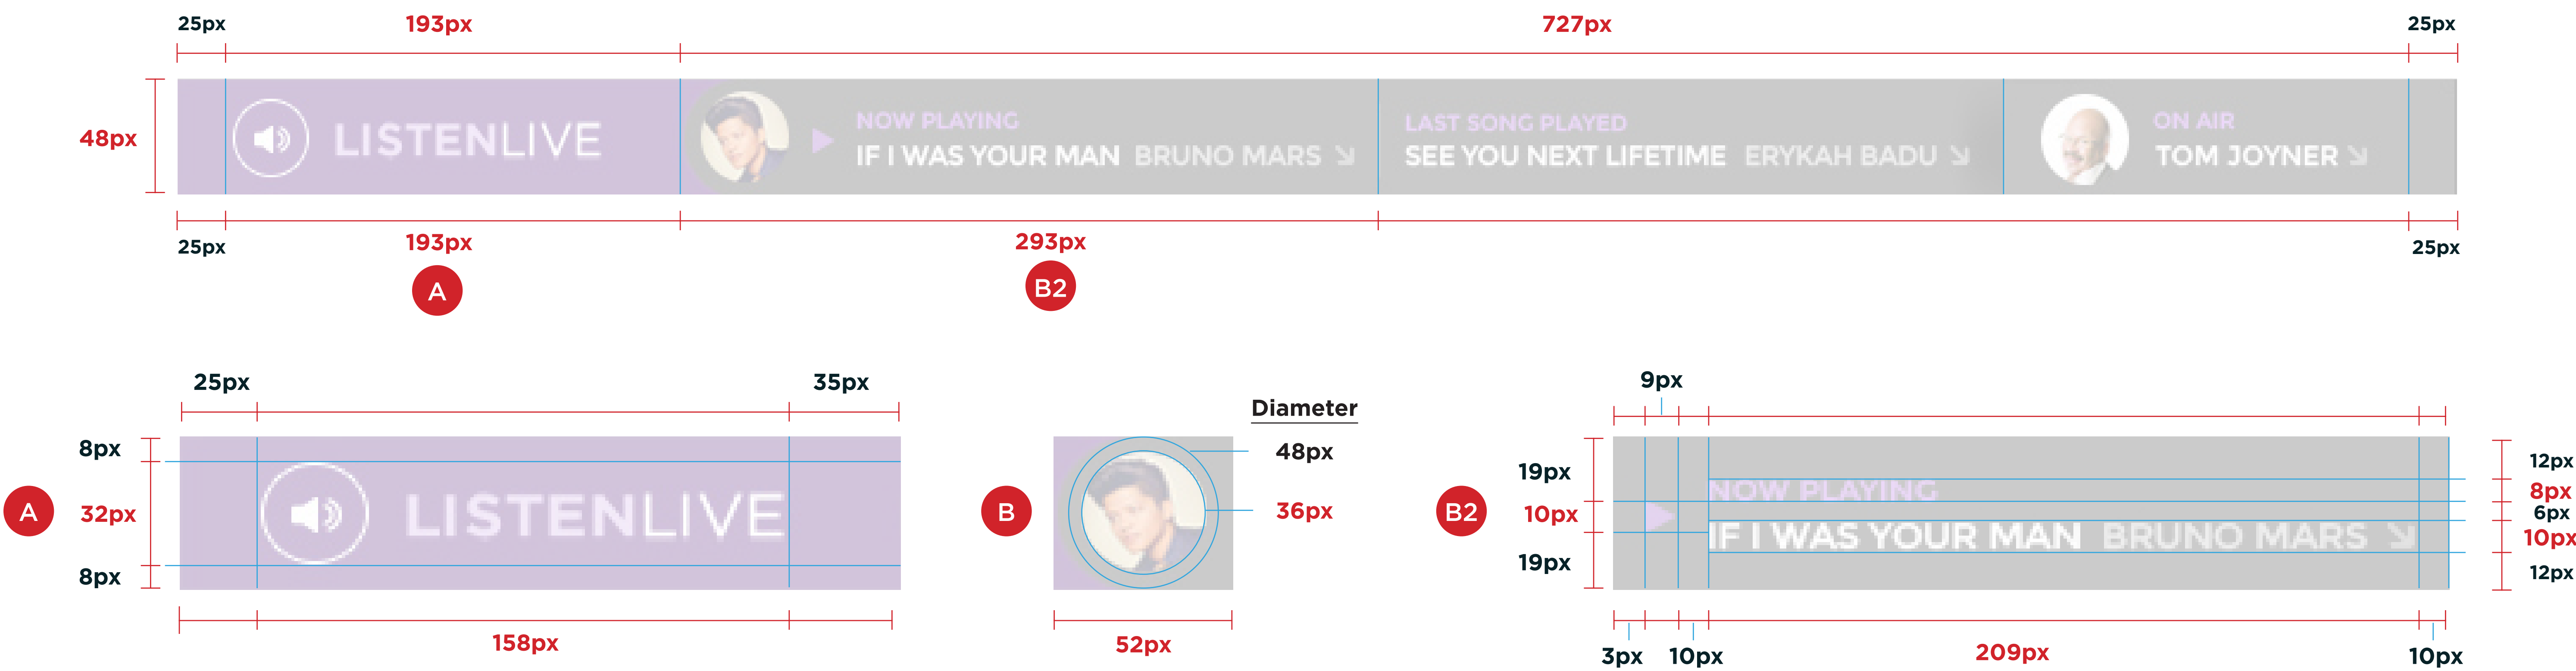 25px 193px 727px 25px
48px
LISTENLIVE
NOW PLAYING
IF I WAS YOUR MAN BRUNO MARS
LAST SONG PLAYED
SEE YOU NEXT LIFETIME ERYKAH BADU
ON AIR
TOM JOYNER
25px 193px 293px 25px
A B2
25px 35px
A
8px
32px
8px
LISTENLIVE
158px
B
Diameter
48px
36px
52px
B2
9px
19px
10px
19px
NOW PLAYING
IF I WAS YOUR MAN BRUNO MARS
12px
8px
6px
10px
12px
3px 10px 209px 10px